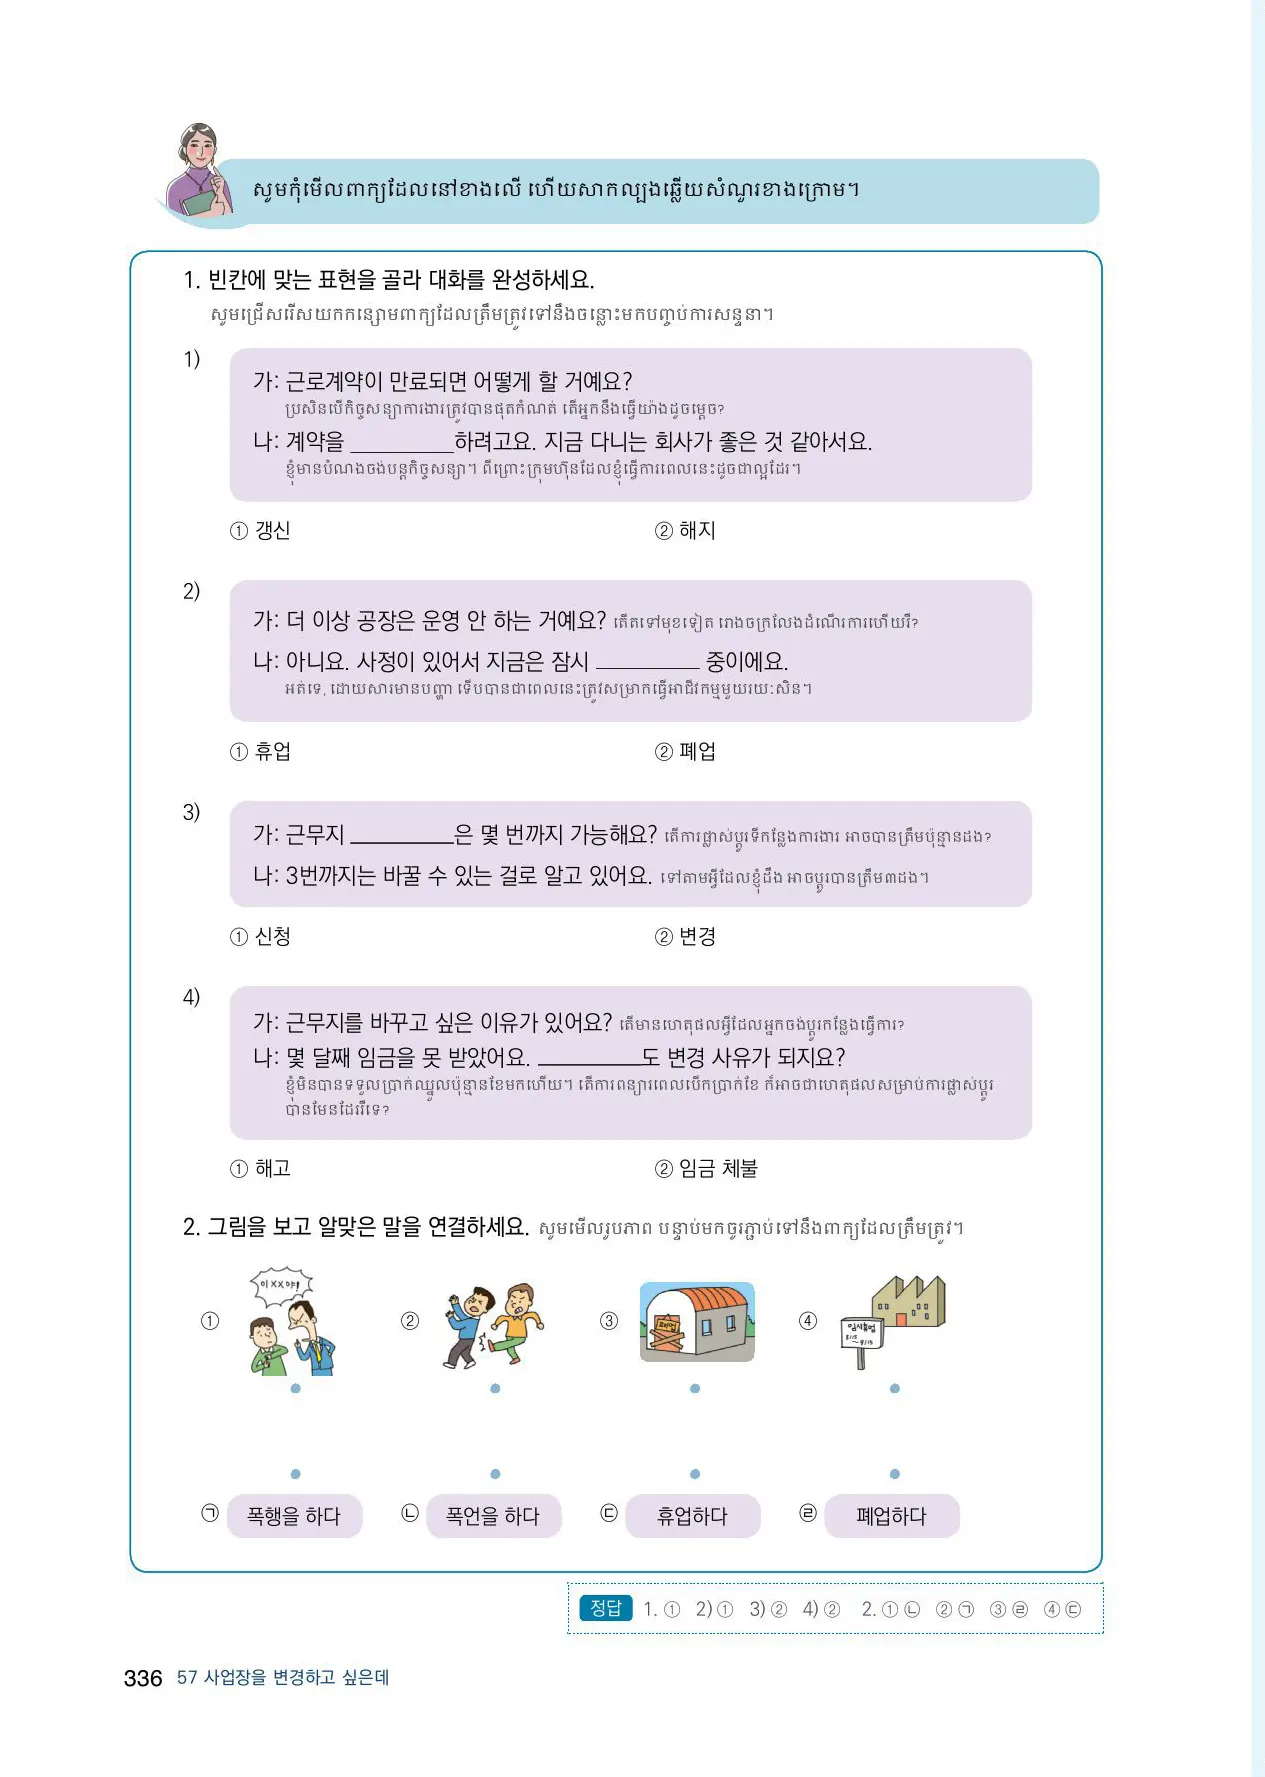 សូមកុំមើលពាក្យដែលនៅខាងលើ ហើយសាកល្បងឆ្លើយសំណួរខាងក្រោម។
1. 빈칸에 맞는 표현을 골라 대화를 완성하세요.
សូមជ្រើសរើសយកកន្សោមពាក្យដែលត្រឹមត្រូវទៅនឹងចន្លោះមកបញ្ចប់ការសន្ទនា។
1)
가: 근로계약이 만료되면 어떻게 할 거예요?
ប្រសិនបើកិច្ចសន្យាការងារត្រូវបានផុតកំណត់ តើអ្នកនឹងធ្វើយ៉ាងដូចម្តេច?
나: 계약을 __________하려고요. 지금 다니는 회사가 좋은 것 같아서요.
ខ្ញុំមានបំណងចង់បន្តកិច្ចសន្យា។ ពីព្រោះក្រុមហ៊ុនដែលខ្ញុំធ្វើការពេលនេះដូចជាល្អដែរ។
① 갱신 ② 해지
2)
가: 더 이상 공장은 운영 안 하는 거예요? តើតទៅមុខទៀត រោងចក្រលែងដំណើរការហើយរឺ?
나: 아니요. 사정이 있어서 지금은 잠시 __________ 중이에요.
អត់ទេ, ដោយសារមានបញ្ហា ទើបបានជាពេលនេះត្រូវសម្រាកធ្វើអាជីវកម្មមួយរយៈសិន។
① 휴업 ② 폐업
3)
가: 근무지 __________은 몇 번까지 가능해요? តើការផ្លាស់ប្តូរទីកន្លែងការងារ អាចបានត្រឹមប៉ុន្មានដង?
나: 3번까지는 바꿀 수 있는 걸로 알고 있어요. ទៅតាមអ្វីដែលខ្ញុំដឹង អាចប្តូរបានត្រឹម៣ដង។
① 신청 ② 변경
4)
가: 근무지를 바꾸고 싶은 이유가 있어요? តើមានហេតុផលអ្វីដែលអ្នកចង់ប្តូរកន្លែងធ្វើការ?
나: 몇 달째 임금을 못 받았어요. __________도 변경 사유가 되지요?
ខ្ញុំមិនបានទទួលប្រាក់ឈ្នួលប៉ុន្មានខែមកហើយ។ តើការពន្យារពេលបើកប្រាក់ខែ ក៏អាចជាហេតុផលសម្រាប់ការផ្លាស់ប្តូរ
បានមែនដែររឺទេ?
① 해고 ② 임금 체불
2. 그림을 보고 알맞은 말을 연결하세요. សូមមើលរូបភាព បន្ទាប់មកចូរភ្ជាប់ទៅនឹងពាក្យដែលត្រឹមត្រូវ។
① 이 XX야! ② ③ 폐업 ④ 임시휴업
8/15
~9/15
㉠ 폭행을 하다 ㉡ 폭언을 하다 ㉢ 휴업하다 ㉣ 폐업하다
정답 1. ① 2) ① 3) ② 4) ② 2. ① ㉡ ② ㉠ ③ ㉣ ④ ㉢
336 57 사업장을 변경하고 싶은데